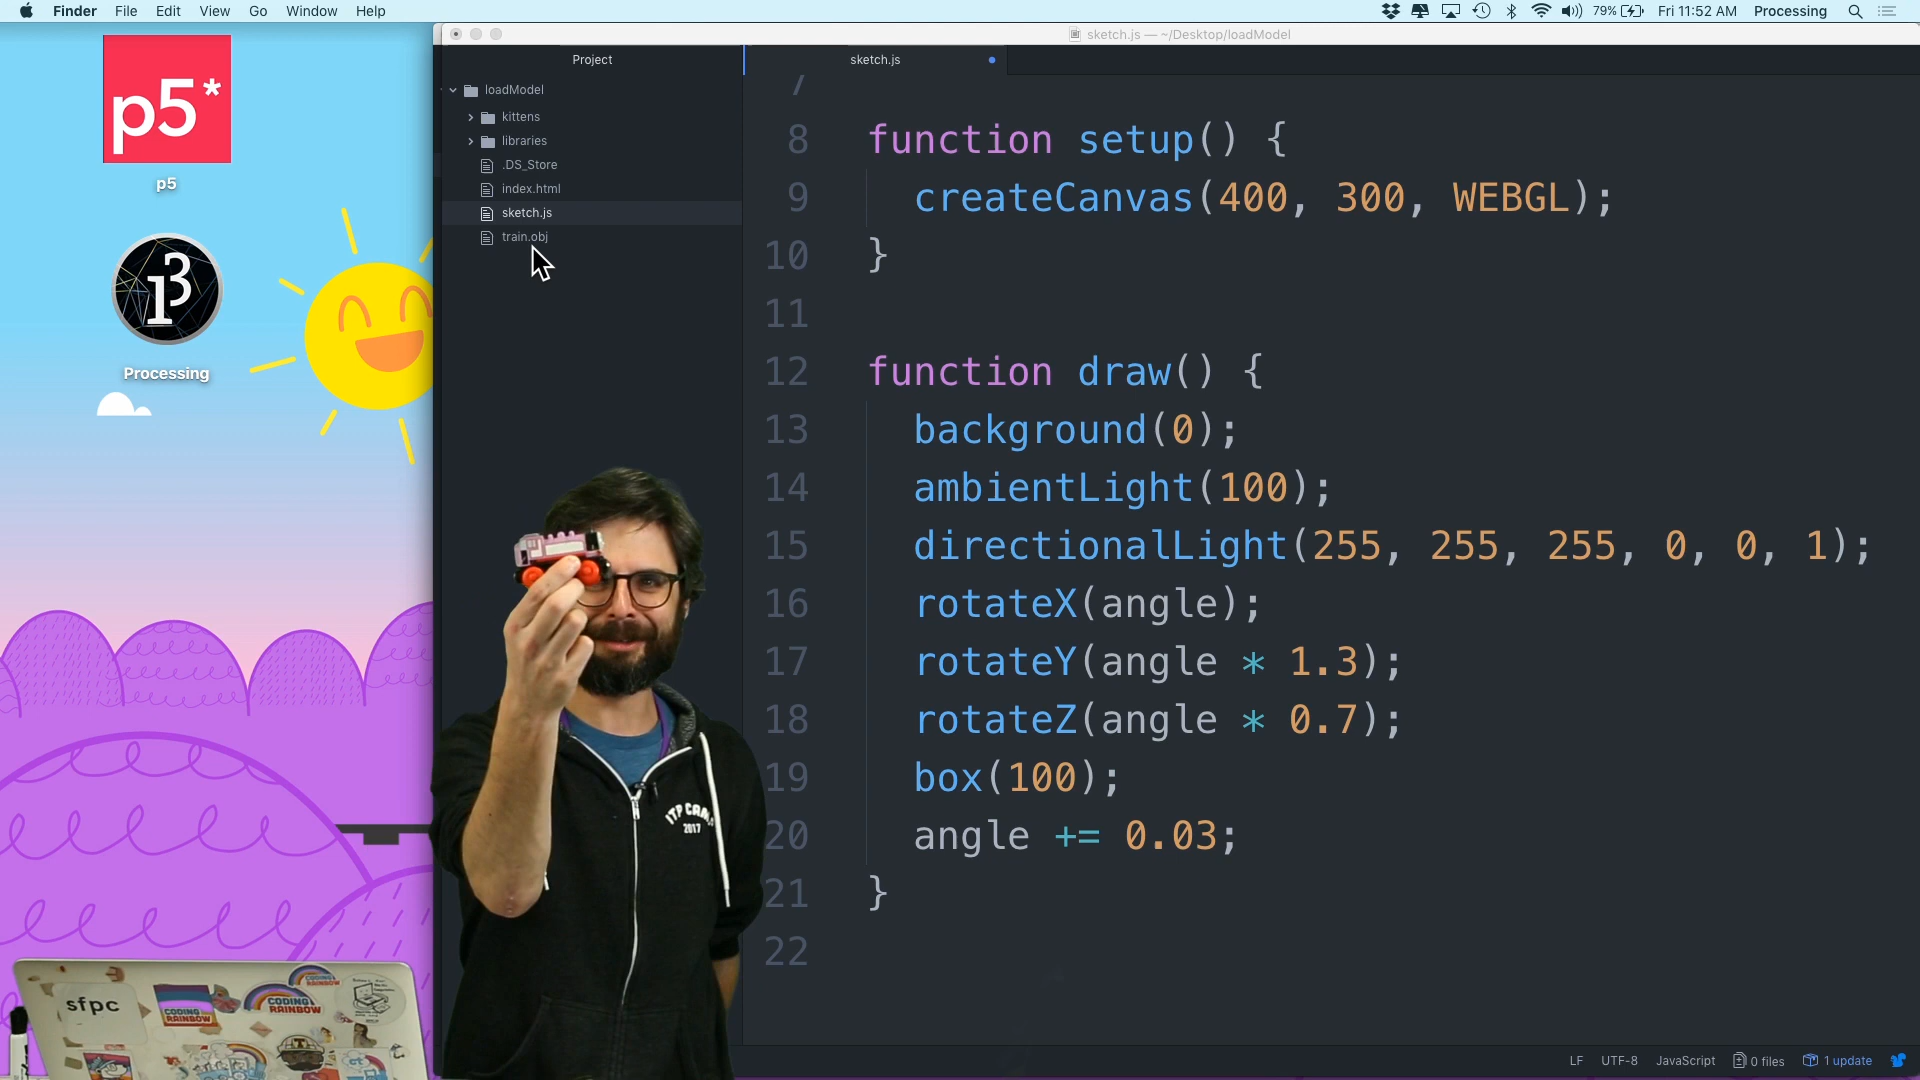 Finder File Edit View Go Window Help
79% Fri 11:52 AM Processing
p5*
p5
Processing
sketch.js — ~/Desktop/loadModel
Project
loadModel
kittens
libraries
.DS_Store
index.html
sketch.js
train.obj
sketch.js
7
8 function setup() {
9 createCanvas(400, 300, WEBGL);
10 }
11
12 function draw() {
13 background(0);
14 ambientLight(100);
15 directionalLight(255, 255, 255, 0, 0, 1);
16 rotateX(angle);
17 rotateY(angle * 1.3);
18 rotateZ(angle * 0.7);
19 box(100);
20 angle += 0.03;
21 }
22
ITP CAMP
2017
sfpc
CODING
RAINBOW
CODING
RAINBOW
CODING
RAINBOW
LF UTF-8 JavaScript 0 files 1 update